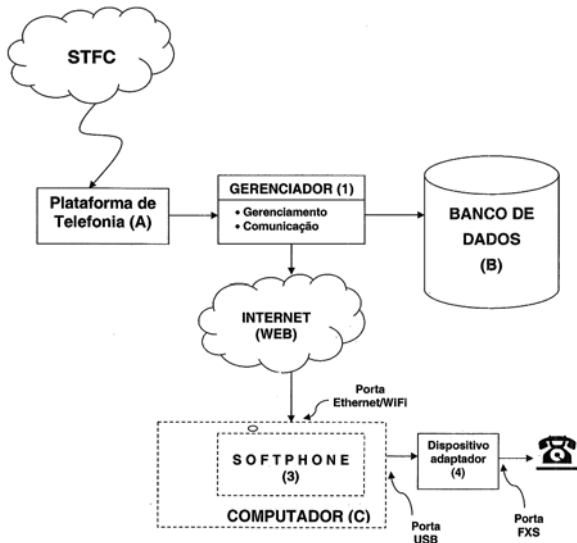 STFC
Plataforma de
Telefonia (A)
GERENCIADOR (1)
• Gerenciamento
• Comunicação
BANCO DE
DADOS
(B)
INTERNET
(WEB)
Porta
Ethernet/WiFi
SOFTPHONE
(3)
COMPUTADOR (C)
Dispositivo
adaptador
(4)
Porta
USB
Porta
FXS